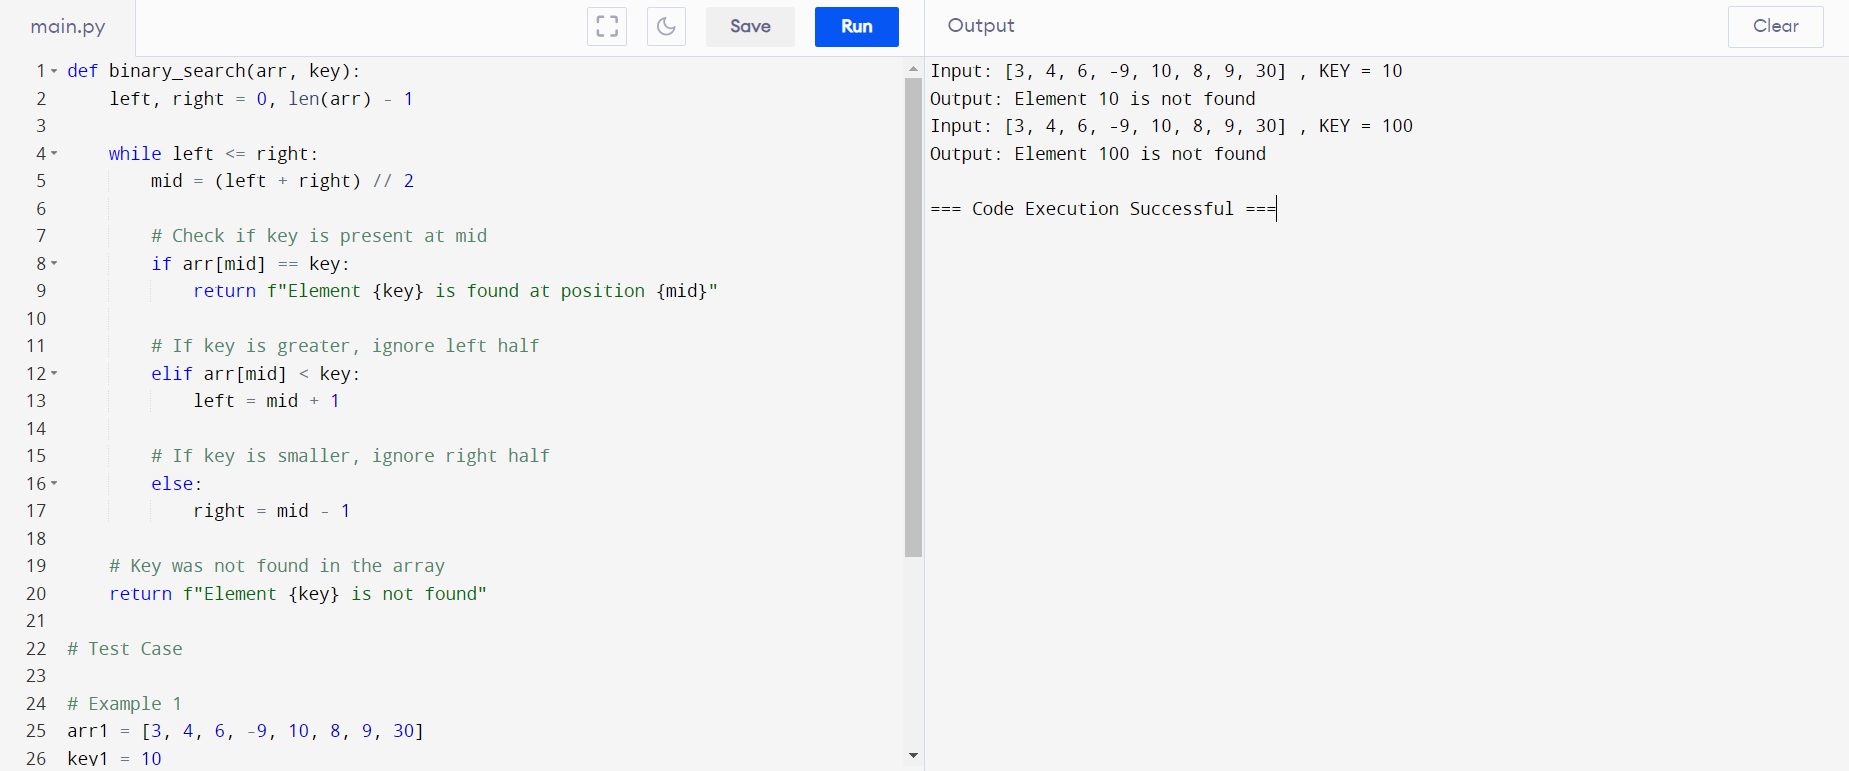 main.py
Save
Run
Output
Clear
1 def binary_search(arr, key):
2     left, right = 0, len(arr) - 1
3
4     while left <= right:
5         mid = (left + right) // 2
6
7         # Check if key is present at mid
8         if arr[mid] == key:
9             return f"Element {key} is found at position {mid}"
10
11         # If key is greater, ignore left half
12         elif arr[mid] < key:
13             left = mid + 1
14
15         # If key is smaller, ignore right half
16         else:
17             right = mid - 1
18
19     # Key was not found in the array
20     return f"Element {key} is not found"
21
22 # Test Case
23
24 # Example 1
25 arr1 = [3, 4, 6, -9, 10, 8, 9, 30]
26 key1 = 10
Input: [3, 4, 6, -9, 10, 8, 9, 30] , KEY = 10
Output: Element 10 is not found
Input: [3, 4, 6, -9, 10, 8, 9, 30] , KEY = 100
Output: Element 100 is not found
=== Code Execution Successful ===